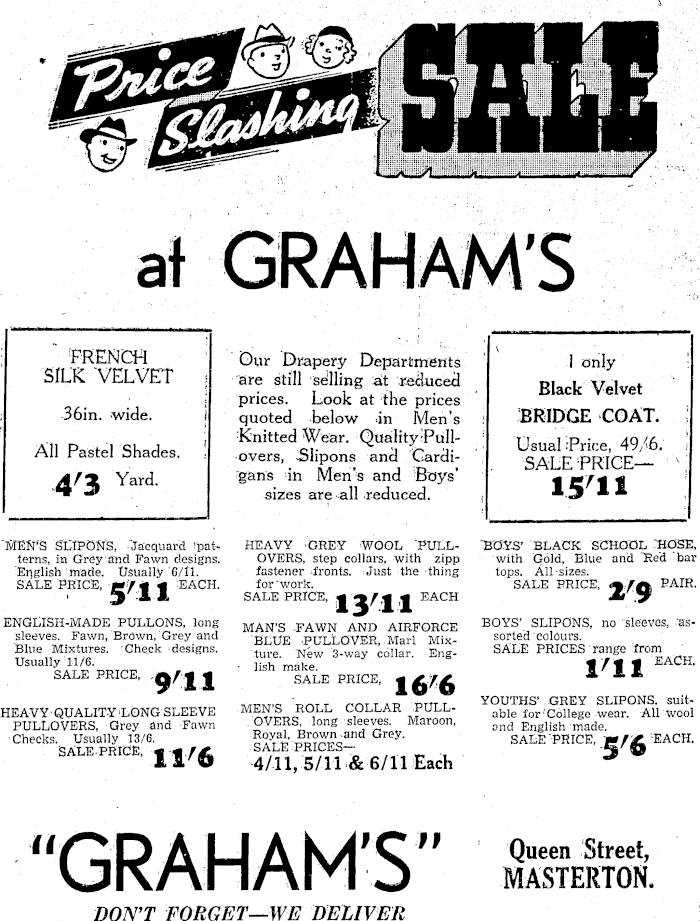 Price
Slashing
SALE
at GRAHAM'S
FRENCH
SILK VELVET
36in. wide.
All Pastel Shades.
4'3 Yard.
Our Drapery Departments
are still selling at reduced
prices. Look at the prices
quoted below in Men's
Knitted Wear. Quality Pull-
overs, Slipons and Cardi-
gans in Men's and Boys'
sizes are all reduced.
1 only
Black Velvet
BRIDGE COAT.
Usual Price, 49/6.
SALE PRICE—
15'11
MEN'S SLIPONS, Jacquard pat-
terns, in Grey and Fawn designs.
English made. Usually 6/11.
SALE PRICE, 5'11 EACH.
ENGLISH-MADE PULLONS, long
sleeves. Fawn, Brown, Grey and
Blue Mixtures. Check designs.
Usually 11/6.
SALE PRICE, 9'11
HEAVY QUALITY LONG SLEEVE
PULLOVERS, Grey and Fawn
Checks. Usually 13/6.
SALE PRICE, 11'6
HEAVY GREY WOOL PULL-
OVERS, step collars, with zipp
fastener fronts. Just the thing
for work.
SALE PRICE, 13'11 EACH
MAN'S FAWN AND AIRFORCE
BLUE PULLOVER, Marl Mix-
ture. New 3-way collar. Eng-
lish make.
SALE PRICE, 16'6
MEN'S ROLL COLLAR PULL-
OVERS, long sleeves. Maroon,
Royal, Brown and Grey.
SALE PRICES—
4/11, 5/11 & 6/11 Each
BOYS' BLACK SCHOOL HOSE,
with Gold, Blue and Red bar
tops. All sizes.
SALE PRICE, 2'9 PAIR.
BOYS' SLIPONS, no sleeves, as-
sorted colours.
SALE PRICES range from
1'11 EACH.
YOUTHS' GREY SLIPONS, suit-
able for College wear. All wool
and English made.
SALE PRICE, 5'6 EACH.
"GRAHAM'S"
Queen Street,
MASTERTON.
DON'T FORGET—WE DELIVER